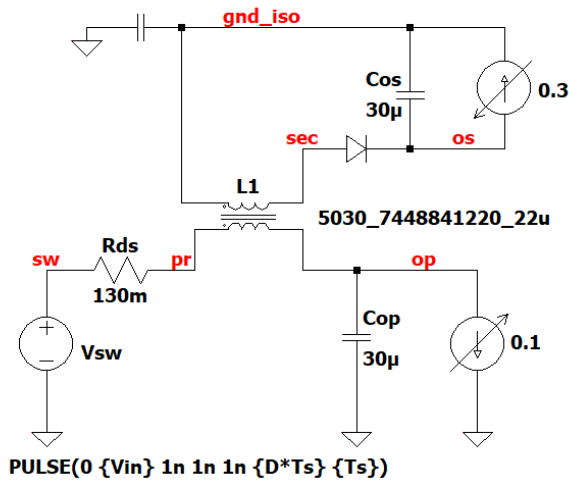 gnd_iso
Cos
30µ
0.3
sec
os
L1
5030_7448841220_22u
sw
Rds
pr
op
130m
Vsw
Cop
30µ
0.1
PULSE(0 {Vin} 1n 1n 1n {D*Ts} {Ts})